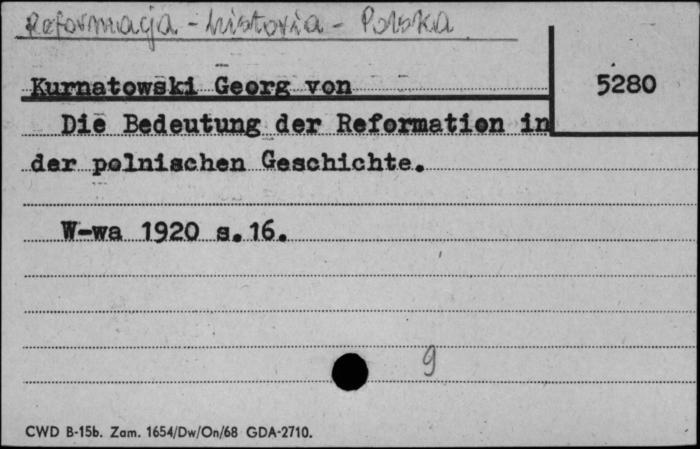 Reformacja - historia - Polska
Kurnatowski Georg von
5280
Die Bedeutung der Reformation in
der polnischen Geschichte.
W-wa 1920 s.16.
9
CWD B-15b. Zam. 1654/Dw/On/68 GDA-2710.